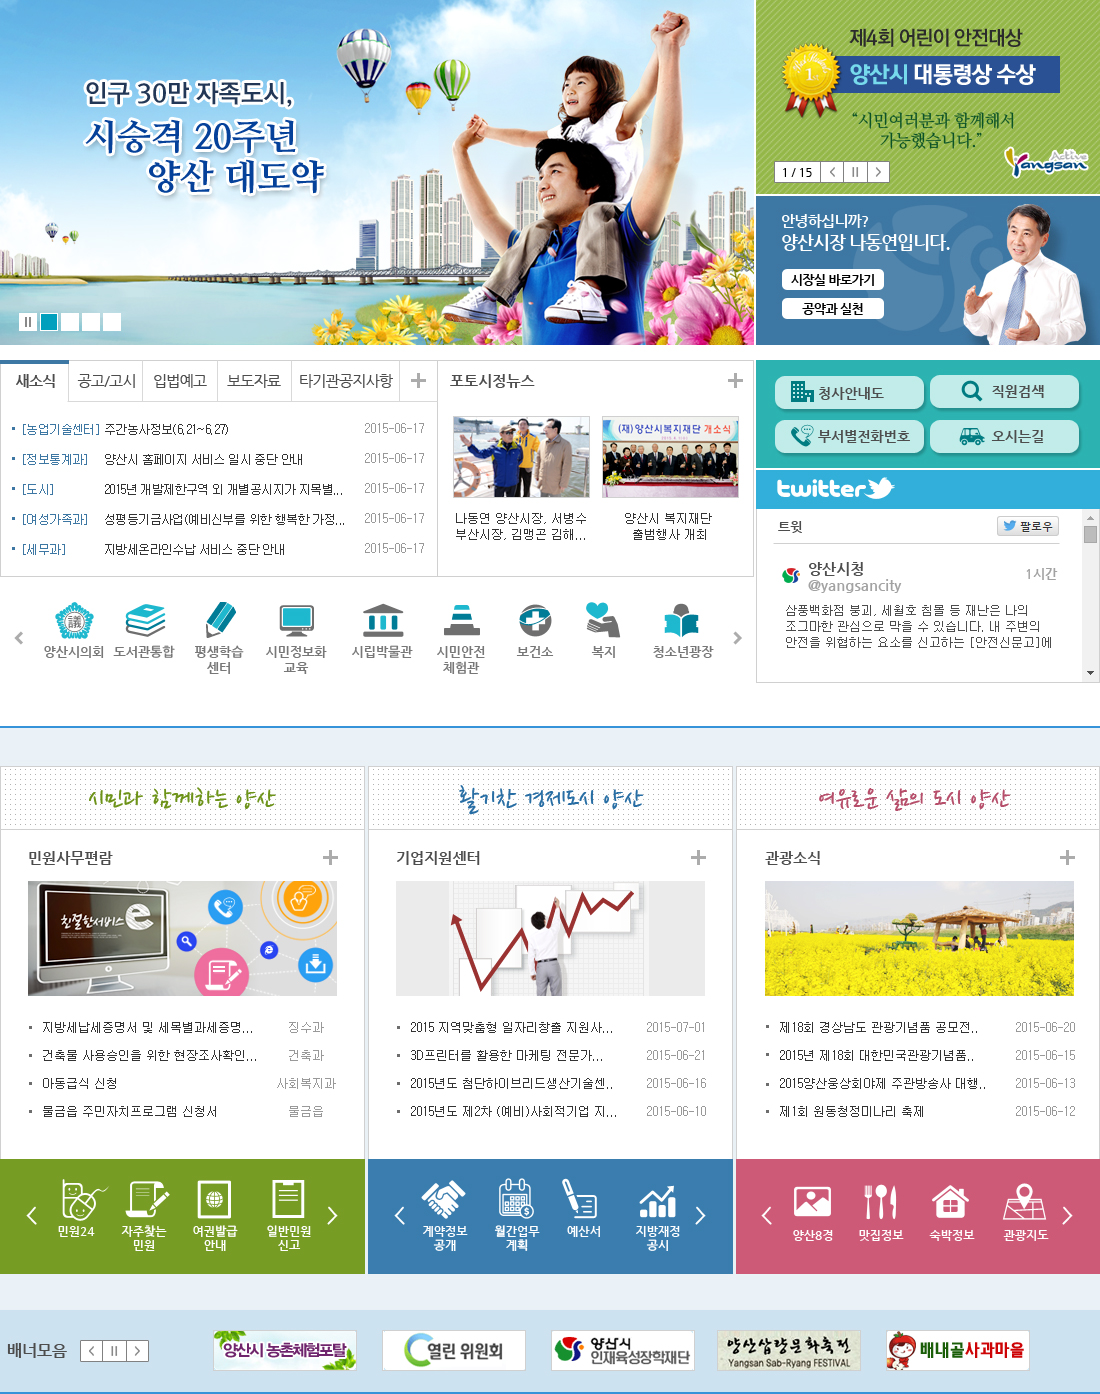 인구 30만 자족도시,
시승격 20주년
양산 대도약
제4회 어린이 안전대상
1
양산시 대통령상 수상
“시민여러분과 함께해서
가능했습니다.”
1 / 15
Active
Yangsan
안녕하십니까?
양산시장 나동연입니다.
시장실 바로가기
공약과 실천
새소식
공고/고시
입법예고
보도자료
타기관공지사항
[농업기술센터] 주간농사정보(6.21~6.27) 2015-06-17
[정보통계과] 양산시 홈페이지 서비스 일시 중단 안내 2015-06-17
[도시] 2015년 개발제한구역 외 개별공시지가 지목별... 2015-06-17
[여성가족과] 성평등기금사업(예비신부를 위한 행복한 가정... 2015-06-17
[세무과] 지방세온라인수납 서비스 중단 안내 2015-06-17
포토시정뉴스
(재)양산시복지재단 개소식
나동연 양산시장, 서병수
부산시장, 김맹곤 김해...
양산시 복지재단
출범행사 개최
청사안내도
직원검색
부서별전화번호
오시는길
twitter
트윗
팔로우
양산시청
@yangsancity
1시간
삼풍백화점 붕괴, 세월호 침몰 등 재난은 나의
조그마한 관심으로 막을 수 있습니다. 내 주변의
안전을 위협하는 요소를 신고하는 [안전신문고]에
議
양산시의회
도서관통합
평생학습
센터
시민정보화
교육
시립박물관
시민안전
체험관
보건소
복지
청소년광장
시민과 함께하는 양산
민원사무편람
친절한서비스
e
지방세납세증명서 및 세목별과세증명... 징수과
건축물 사용승인을 위한 현장조사확인... 건축과
아동급식 신청 사회복지과
물금읍 주민자치프로그램 신청서 물금읍
민원24
자주찾는
민원
여권발급
안내
일반민원
신고
활기찬 경제도시 양산
기업지원센터
2015 지역맞춤형 일자리창출 지원사... 2015-07-01
3D프린터를 활용한 마케팅 전문가... 2015-06-21
2015년도 첨단하이브리드생산기술센.. 2015-06-16
2015년도 제2차 (예비)사회적기업 지... 2015-06-10
계약정보
공개
월간업무
계획
예산서
지방재정
공시
여유로운 삶의 도시 양산
관광소식
제18회 경상남도 관광기념품 공모전.. 2015-06-20
2015년 제18회 대한민국관광기념품.. 2015-06-15
2015양산웅상회야제 주관방송사 대행.. 2015-06-13
제1회 원동청정미나리 축제 2015-06-12
양산8경
맛집정보
숙박정보
관광지도
배너모음
양산시 농촌체험포탈
열린 위원회
양산시
인재육성장학재단
양산삽량문화축전
Yangsan Sab-Ryang FESTIVAL
배내골사과마을